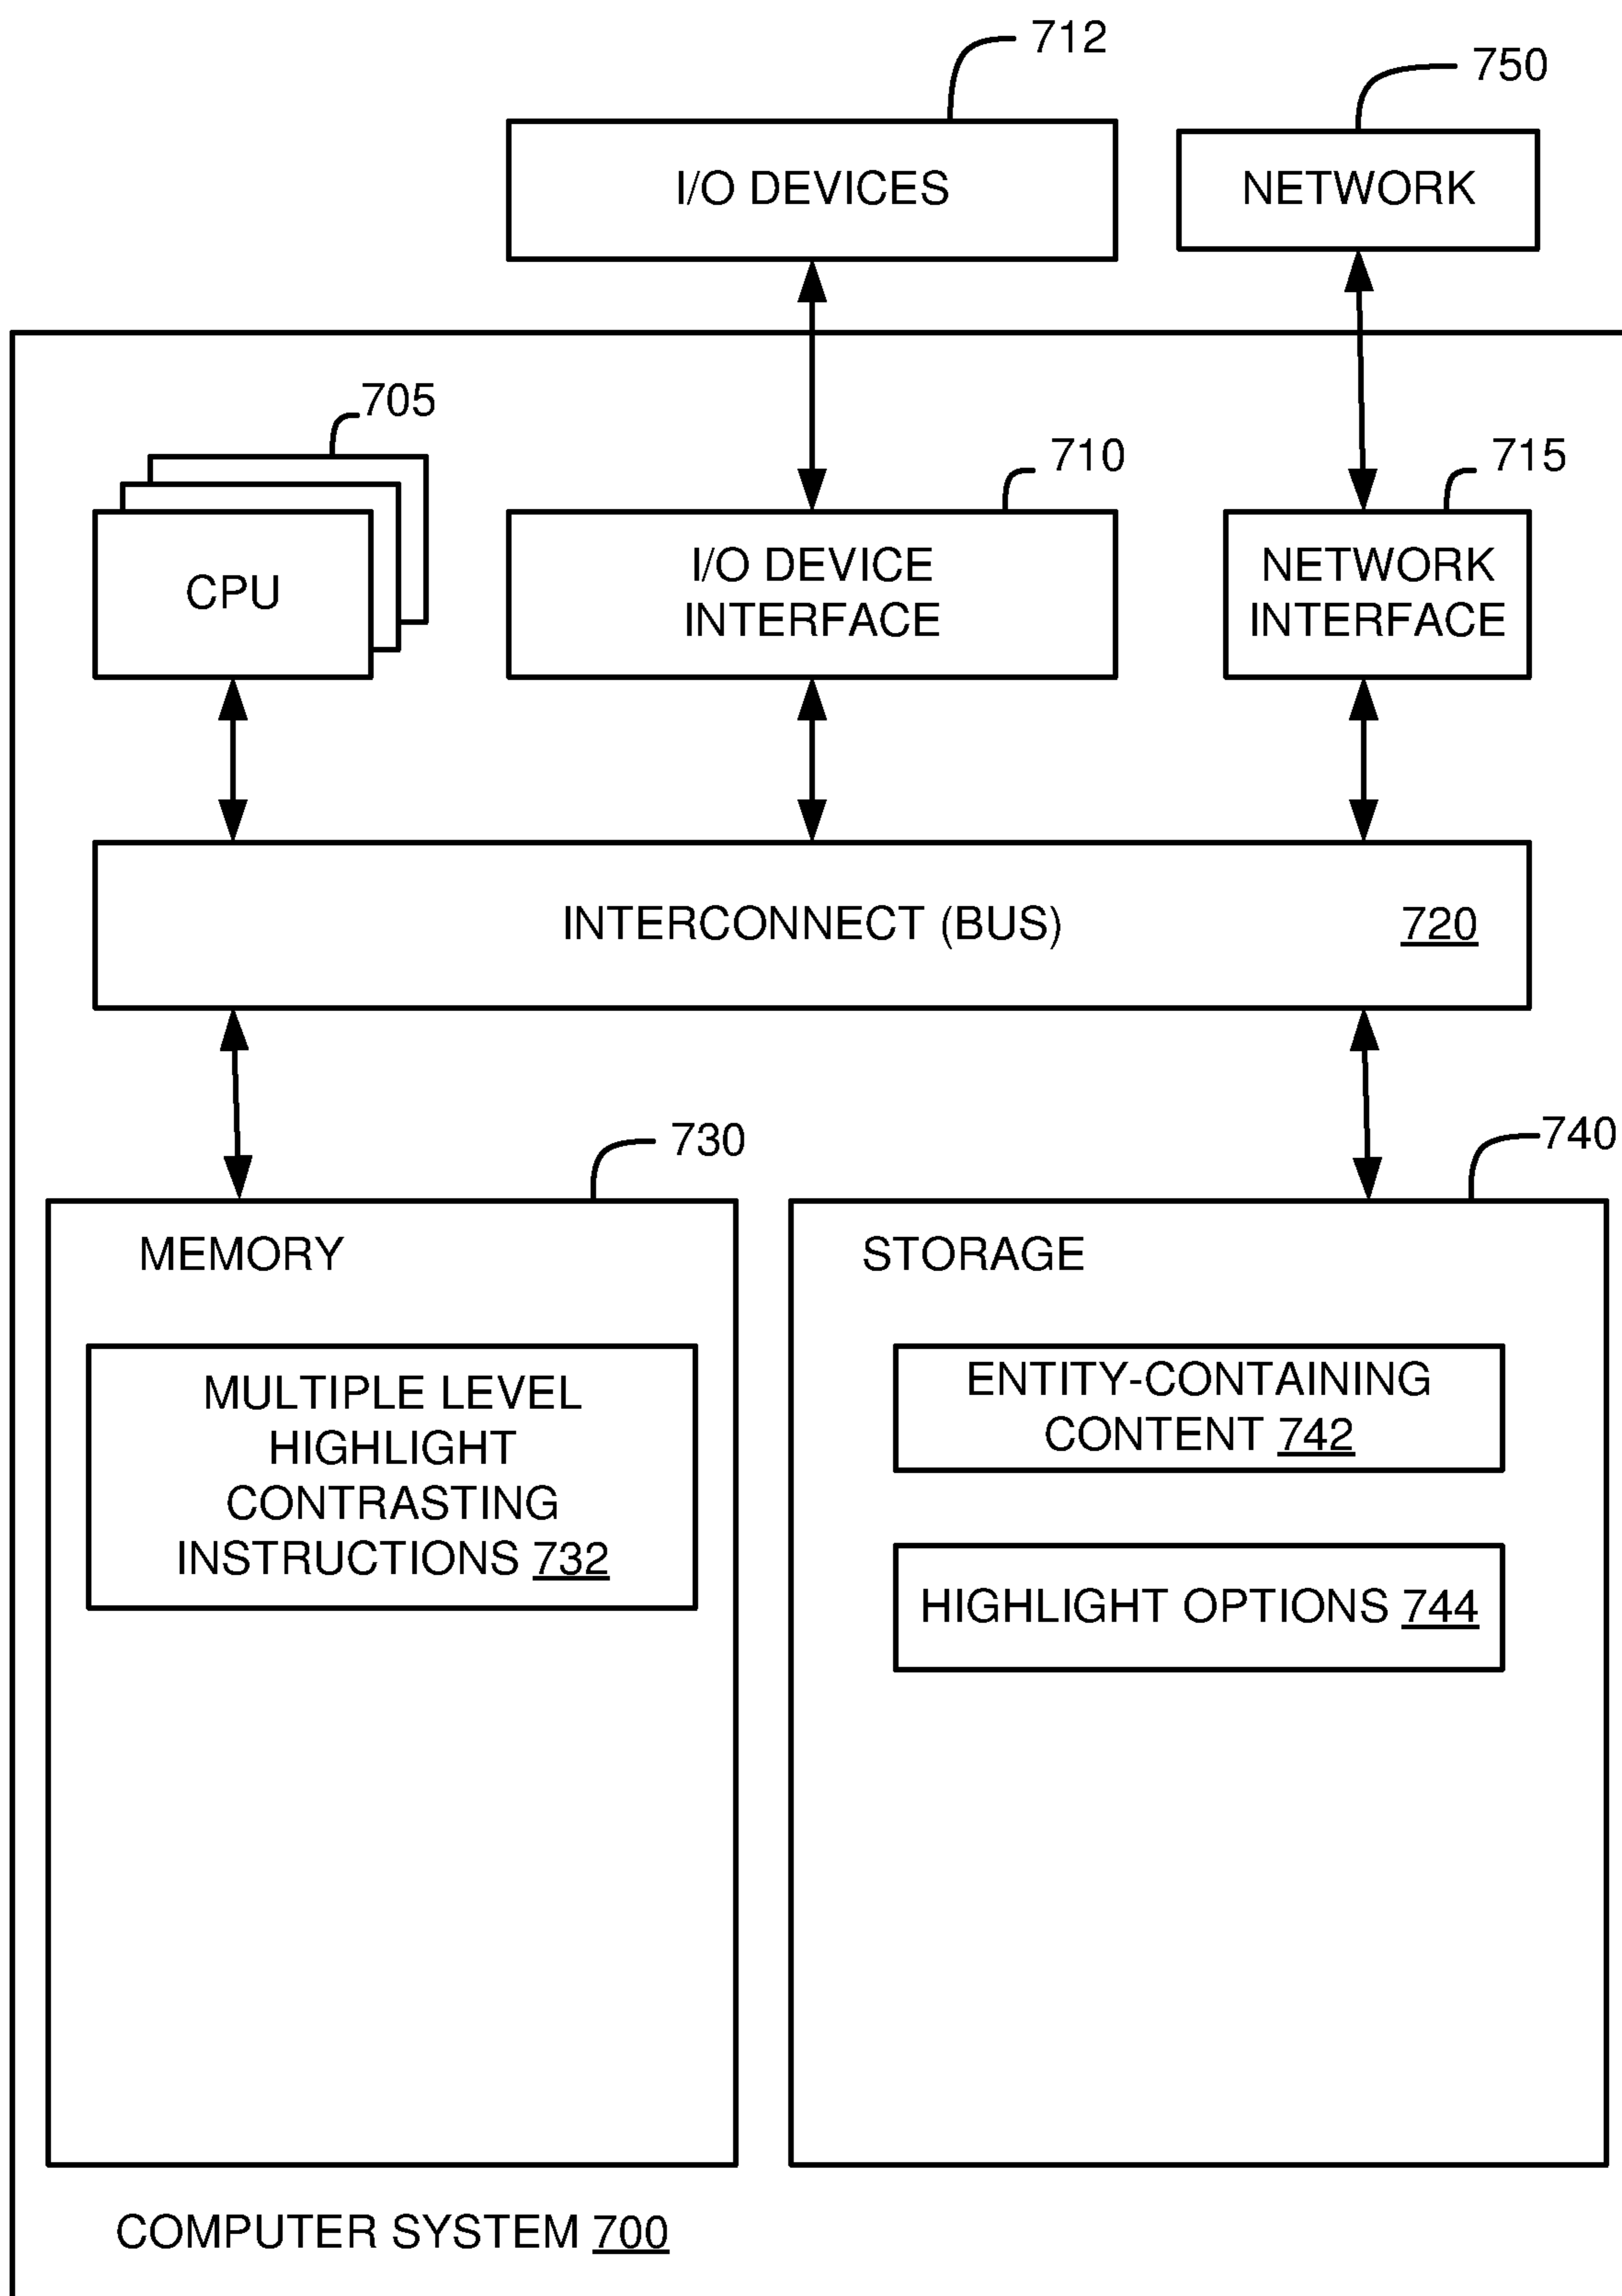 712
750
I/O DEVICES
NETWORK
705
710
715
CPU
I/O DEVICE
INTERFACE
NETWORK
INTERFACE
INTERCONNECT (BUS) 720
730
740
MEMORY
STORAGE
MULTIPLE LEVEL
HIGHLIGHT
CONTRASTING
INSTRUCTIONS 732
ENTITY-CONTAINING
CONTENT 742
HIGHLIGHT OPTIONS 744
COMPUTER SYSTEM 700